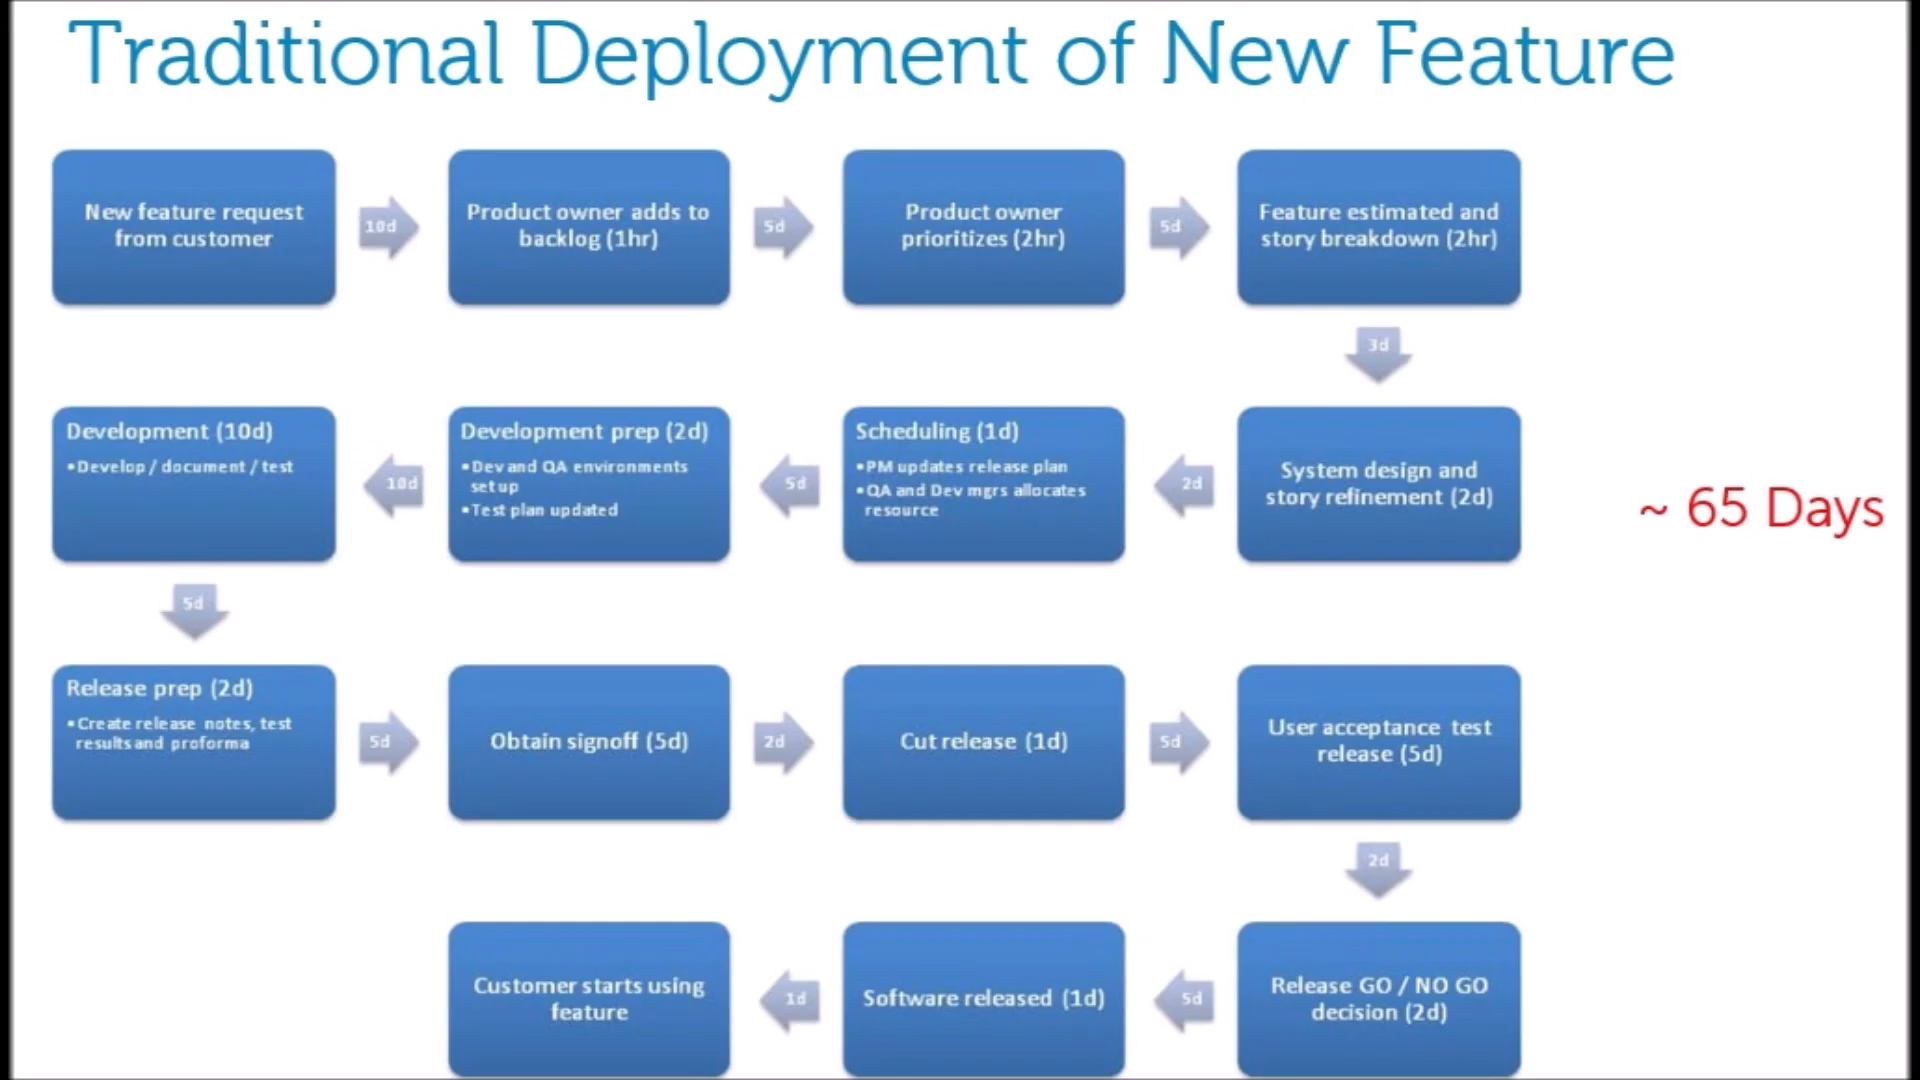 Traditional Deployment of New Feature
New feature request
from customer
10d
Product owner adds to
backlog (1hr)
5d
Product owner
prioritizes (2hr)
5d
Feature estimated and
story breakdown (2hr)
3d
System design and
story refinement (2d)
2d
Scheduling (1d)
•PM updates release plan
•QA and Dev mgrs allocates
resource
5d
Development prep (2d)
•Dev and QA environments
setup
•Test plan updated
10d
Development (10d)
•Develop / document / test
~ 65 Days
5d
Release prep (2d)
•Create release notes, test
results and proforma
5d
Obtain signoff (5d)
2d
Cut release (1d)
5d
User acceptance test
release (5d)
2d
Release GO / NO GO
decision (2d)
5d
Software released (1d)
1d
Customer starts using
feature